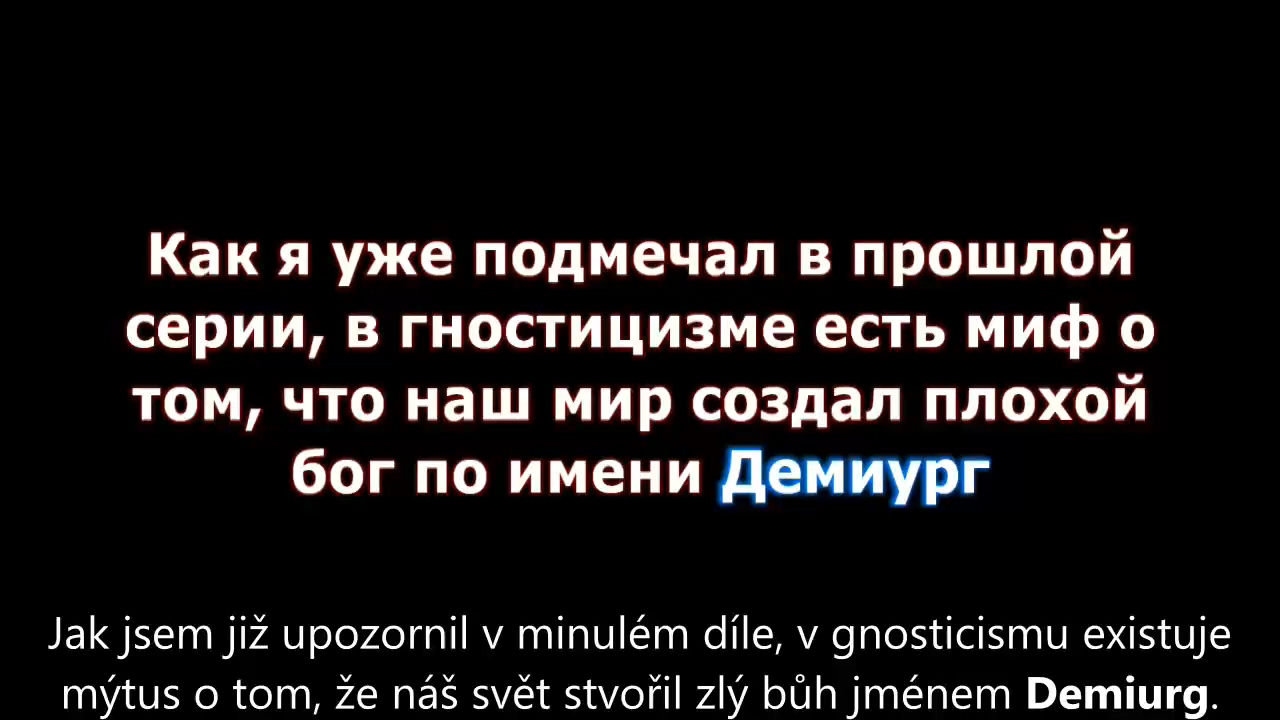 Как я уже подмечал в прошлой
серии, в гностицизме есть миф о
том, что наш мир создал плохой
бог по имени Демиург
Jak jsem již upozornil v minulém díle, v gnosticismu existuje
mýtus o tom, že náš svět stvořil zlý bůh jménem Demiurg.